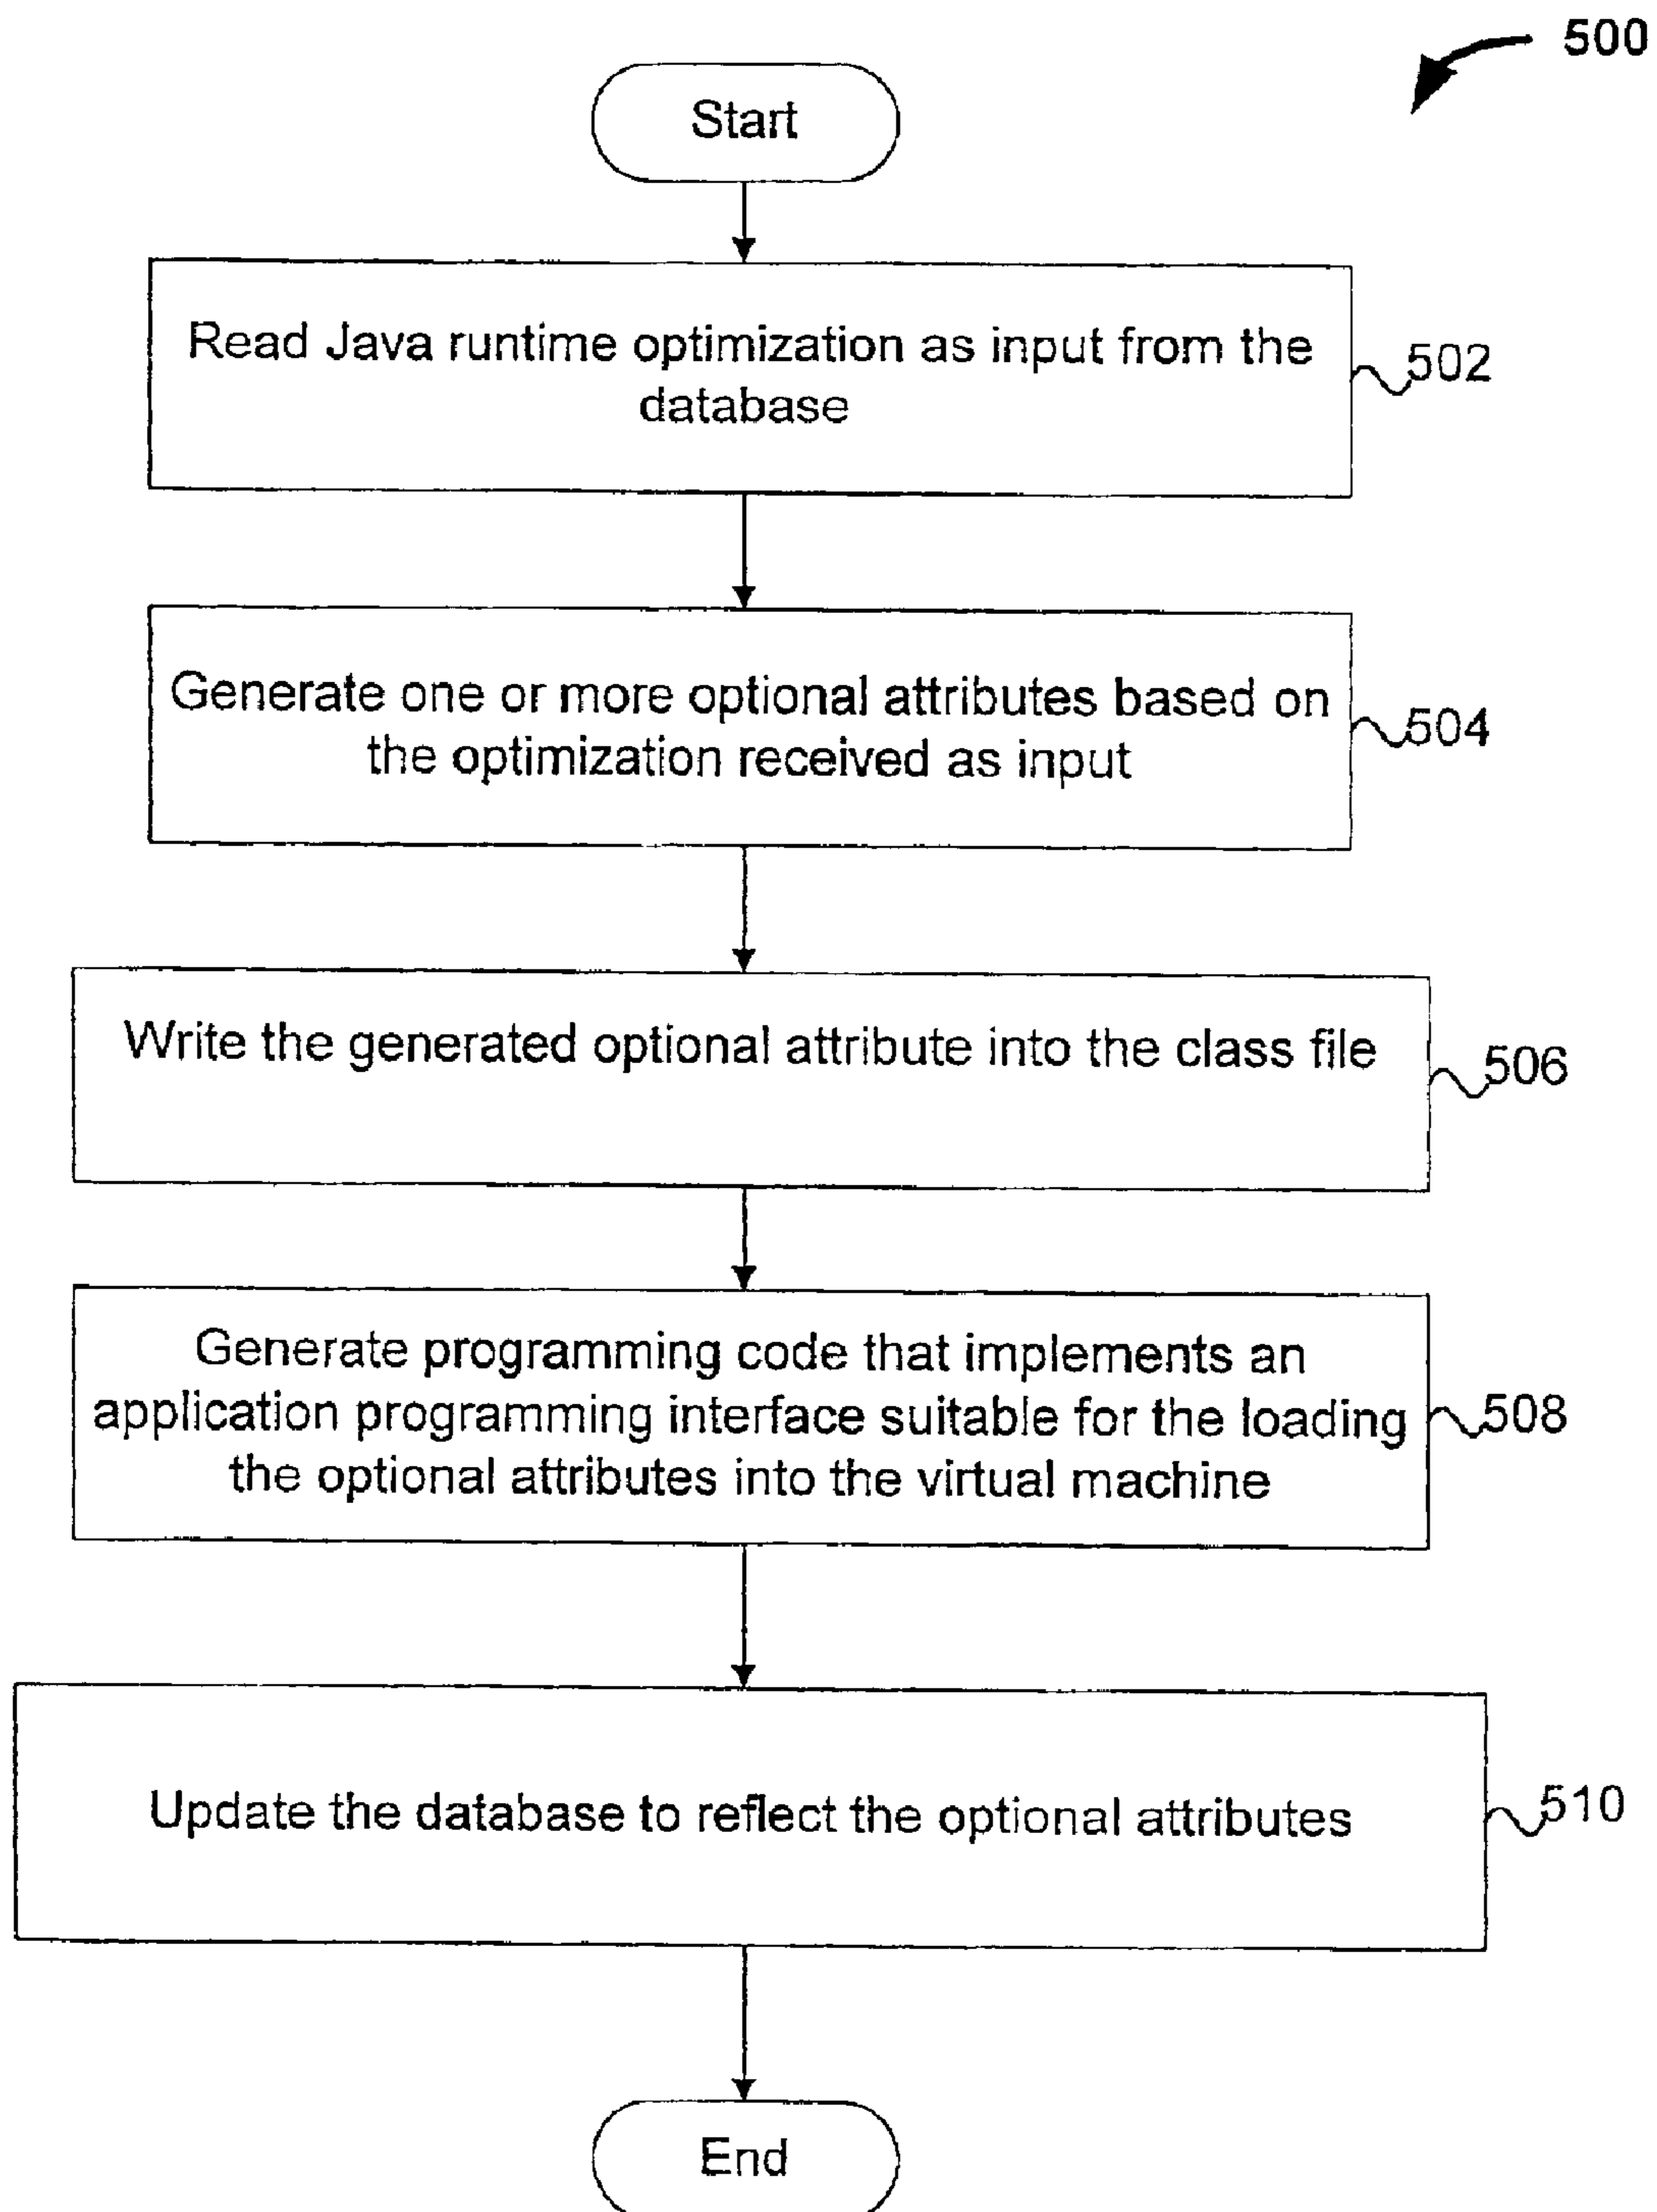 500
Start
Read Java runtime optimization as input from the
database
502
Generate one or more optional attributes based on
the optimization received as input
504
Write the generated optional attribute into the class file
506
Generate programming code that implements an
application programming interface suitable for the loading
the optional attributes into the virtual machine
508
Update the database to reflect the optional attributes
510
End